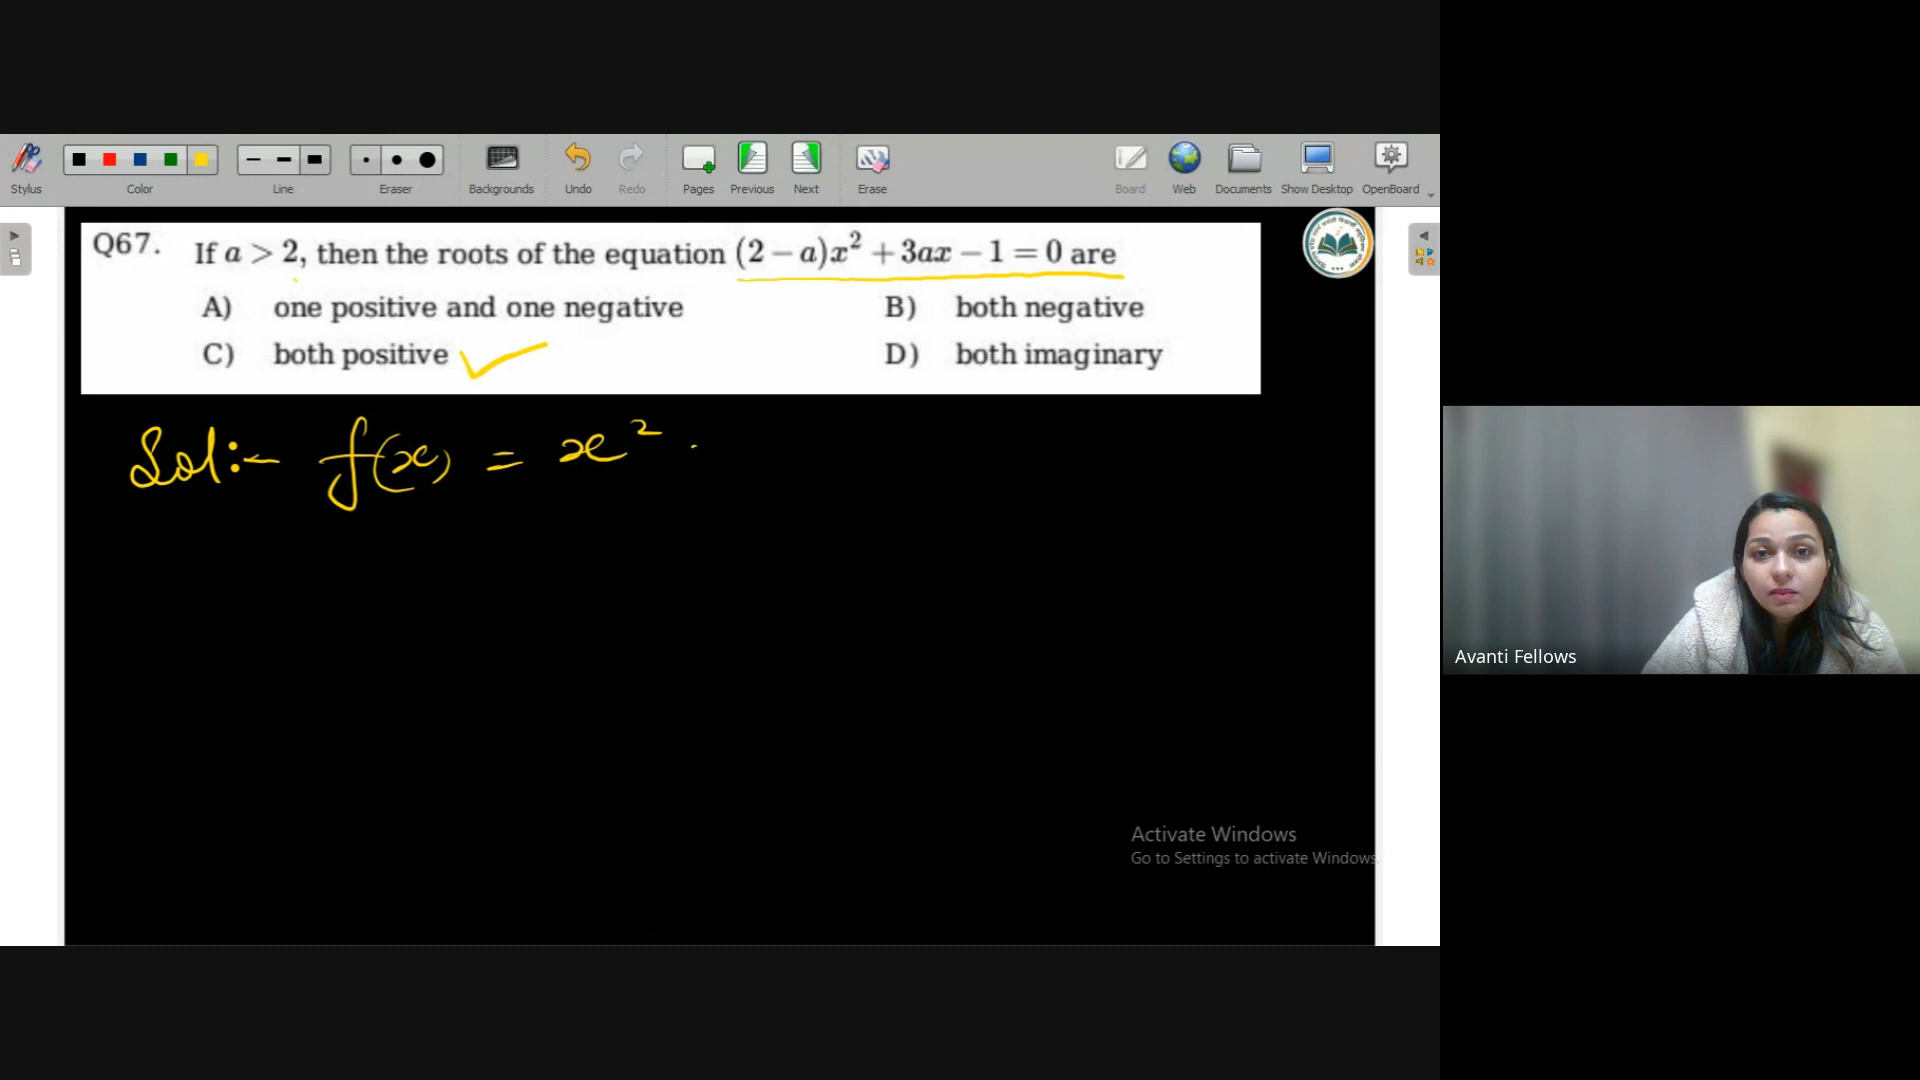 Stylus Color Line Eraser Backgrounds Undo Redo Pages Previous Next Erase Board Web Documents Show Desktop OpenBoard
Q67. If a > 2, then the roots of the equation (2 − a)x² + 3ax − 1 = 0 are
A) one positive and one negative B) both negative
C) both positive D) both imaginary
Sol:- f(x) = x²
Avanti Fellows
Activate Windows
Go to Settings to activate Windows.